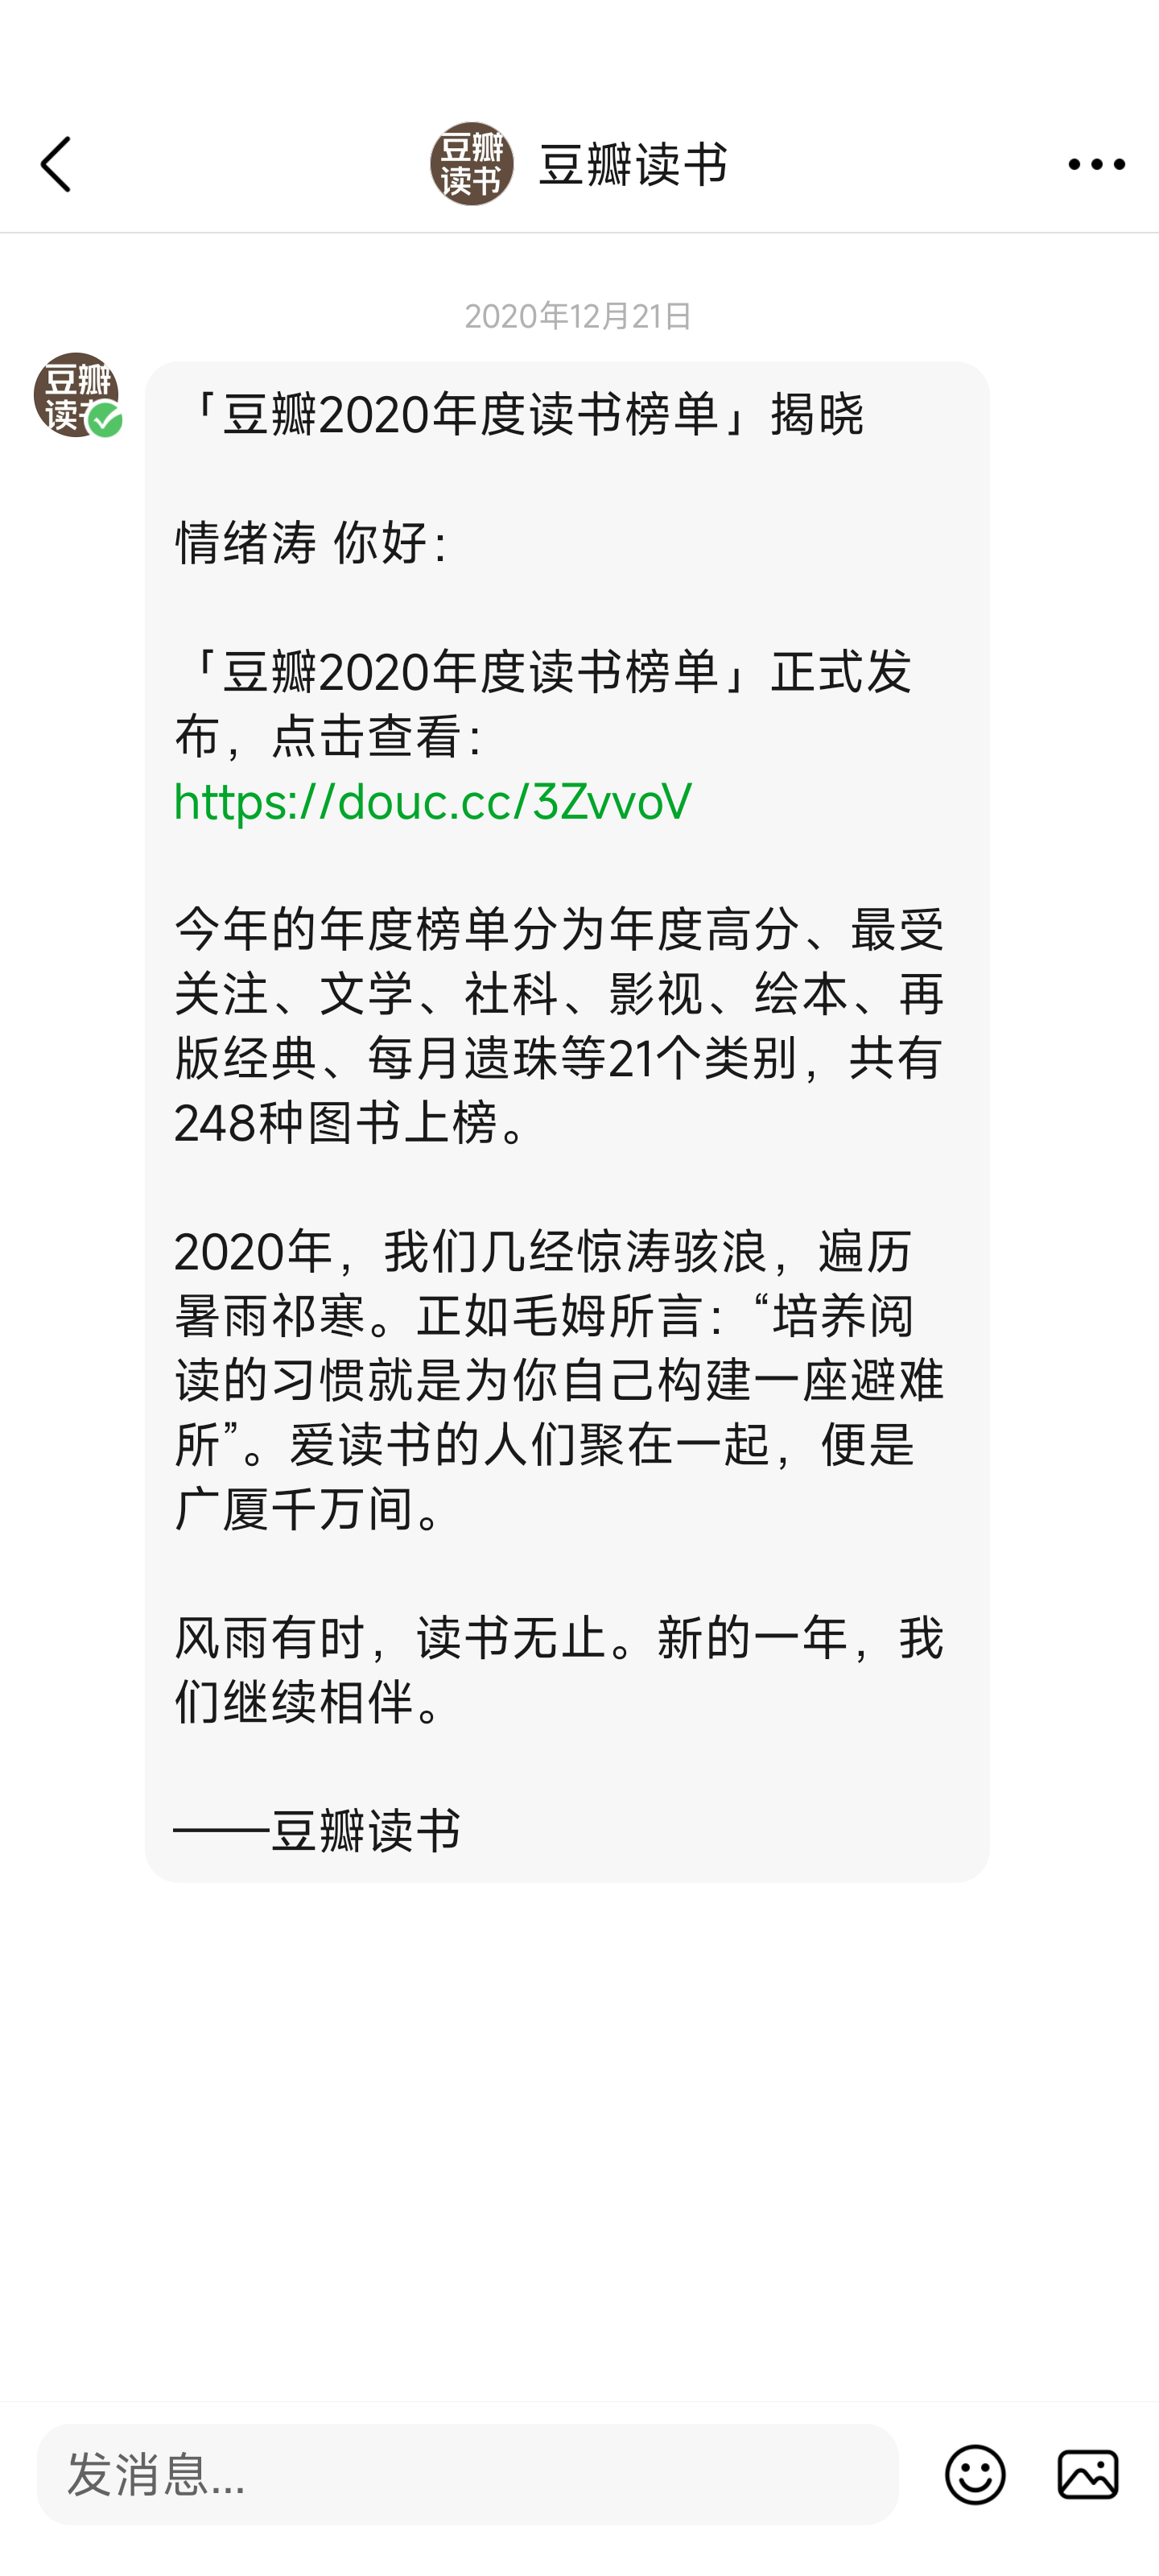 豆瓣
读书
豆瓣读书
2020年12月21日
豆瓣
读书
「豆瓣2020年度读书榜单」揭晓
情绪涛 你好：
「豆瓣2020年度读书榜单」正式发
布，点击查看：
https://douc.cc/3ZvvoV
今年的年度榜单分为年度高分、最受
关注、文学、社科、影视、绘本、再
版经典、每月遗珠等21个类别，共有
248种图书上榜。
2020年，我们几经惊涛骇浪，遍历
暑雨祁寒。正如毛姆所言：“培养阅
读的习惯就是为你自己构建一座避难
所”。爱读书的人们聚在一起，便是
广厦千万间。
风雨有时，读书无止。新的一年，我
们继续相伴。
——豆瓣读书
发消息...